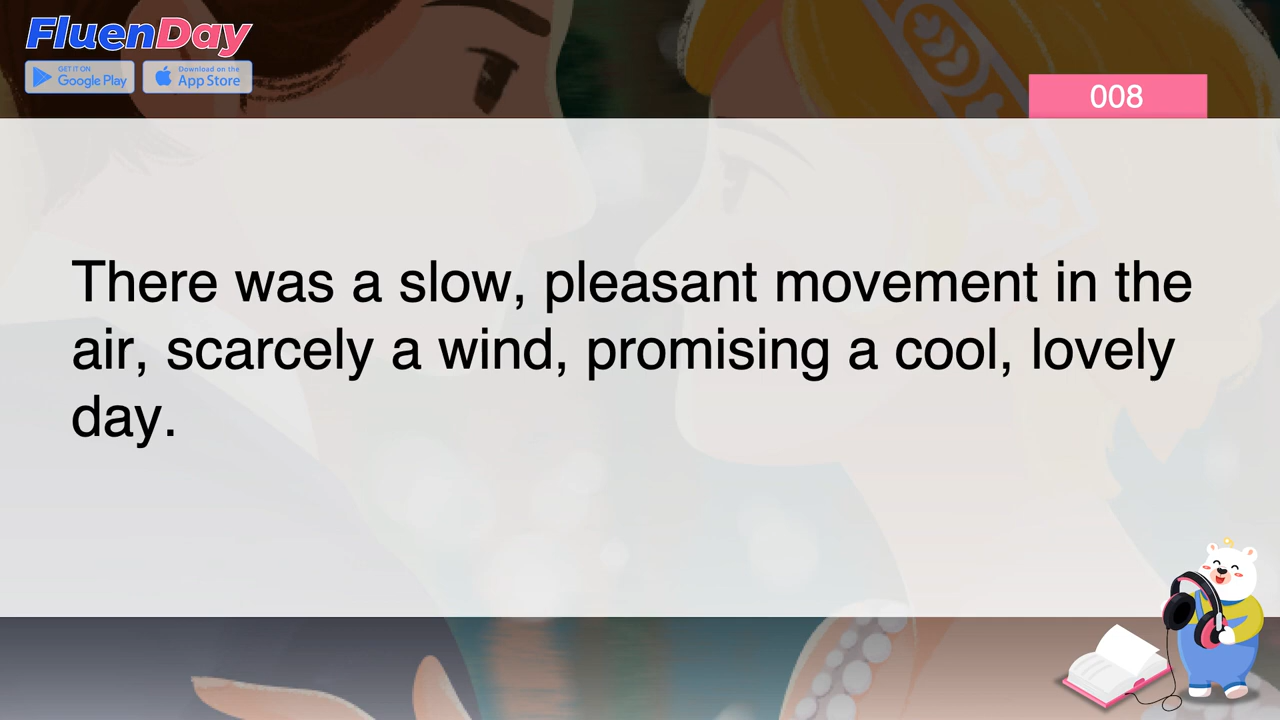 FluenDay
GET IT ON
Google Play
Download on the
App Store
008
There was a slow, pleasant movement in the
air, scarcely a wind, promising a cool, lovely
day.